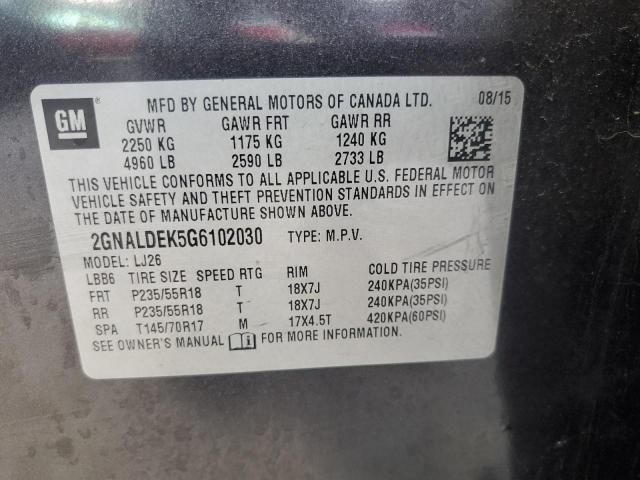 GM ®
MFD BY GENERAL MOTORS OF CANADA LTD. 08/15
GVWR GAWR FRT GAWR RR
2250 KG 1175 KG 1240 KG
4960 LB 2590 LB 2733 LB
THIS VEHICLE CONFORMS TO ALL APPLICABLE U.S. FEDERAL MOTOR
VEHICLE SAFETY AND THEFT PREVENTION STANDARDS IN EFFECT ON
THE DATE OF MANUFACTURE SHOWN ABOVE.
2GNALDEK5G6102030 TYPE: M.P.V.
MODEL: LJ26
LBB6 TIRE SIZE SPEED RTG RIM COLD TIRE PRESSURE
FRT P235/55R18 T 18X7J 240KPA(35PSI)
RR P235/55R18 T 18X7J 240KPA(35PSI)
SPA T145/70R17 M 17X4.5T 420KPA(60PSI)
SEE OWNER'S MANUAL FOR MORE INFORMATION.